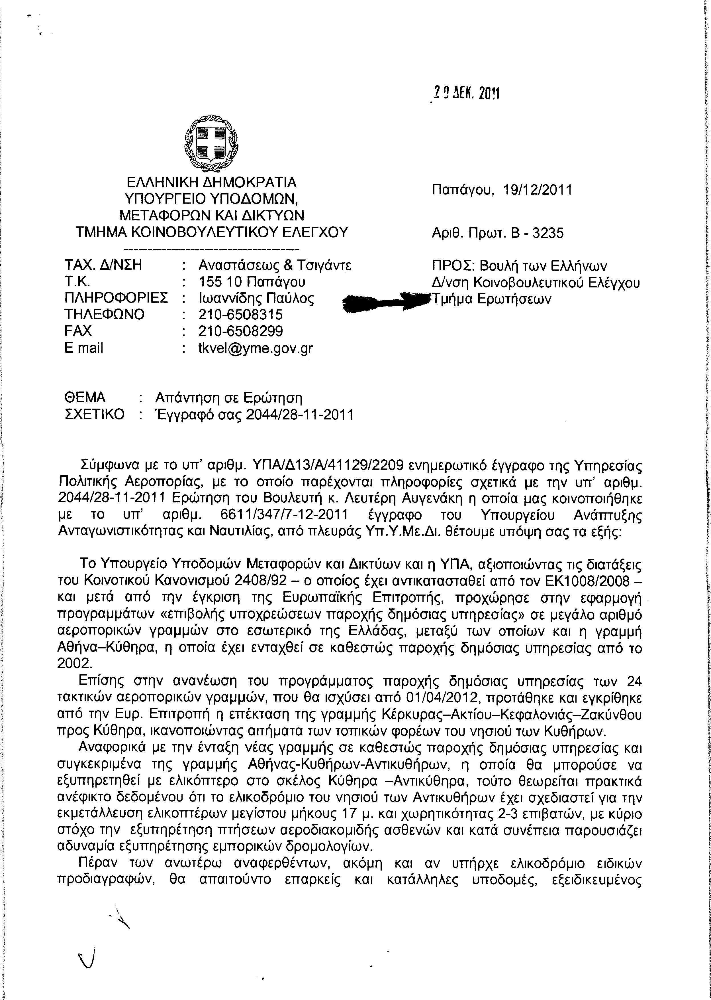 20 ΔΕΚ. 2011
ΕΛΛΗΝΙΚΗ ΔΗΜΟΚΡΑΤΙΑ
ΥΠΟΥΡΓΕΙΟ ΥΠΟΔΟΜΩΝ,
ΜΕΤΑΦΟΡΩΝ ΚΑΙ ΔΙΚΤΥΩΝ
ΤΜΗΜΑ ΚΟΙΝΟΒΟΥΛΕΥΤΙΚΟΥ ΕΛΕΓΧΟΥ
------------------------------------
Παπάγου, 19/12/2011
Αριθ. Πρωτ. Β - 3235
ΤΑΧ. Δ/ΝΣΗ : Αναστάσεως & Τσιγάντε
Τ.Κ. : 155 10 Παπάγου
ΠΛΗΡΟΦΟΡΙΕΣ : Ιωαννίδης Παύλος
ΤΗΛΕΦΩΝΟ : 210-6508315
FAX : 210-6508299
E mail : tkvel@yme.gov.gr
ΠΡΟΣ: Βουλή των Ελλήνων
Δ/νση Κοινοβουλευτικού Ελέγχου
Τμήμα Ερωτήσεων
ΘΕΜΑ : Απάντηση σε Ερώτηση
ΣΧΕΤΙΚΟ : Έγγραφό σας 2044/28-11-2011
Σύμφωνα με το υπ’ αριθμ. ΥΠΑ/Δ13/Α/41129/2209 ενημερωτικό έγγραφο της Υπηρεσίας
Πολιτικής Αεροπορίας, με το οποίο παρέχονται πληροφορίες σχετικά με την υπ’ αριθμ.
2044/28-11-2011 Ερώτηση του Βουλευτή κ. Λευτέρη Αυγενάκη η οποία μας κοινοποιήθηκε
με το υπ’ αριθμ. 6611/347/7-12-2011 έγγραφο του Υπουργείου Ανάπτυξης
Ανταγωνιστικότητας και Ναυτιλίας, από πλευράς Υπ.Υ.Με.Δι. θέτουμε υπόψη σας τα εξής:
Το Υπουργείο Υποδομών Μεταφορών και Δικτύων και η ΥΠΑ, αξιοποιώντας τις διατάξεις
του Κοινοτικού Κανονισμού 2408/92 – ο οποίος έχει αντικατασταθεί από τον ΕΚ1008/2008 –
και μετά από την έγκριση της Ευρωπαϊκής Επιτροπής, προχώρησε στην εφαρμογή
προγραμμάτων «επιβολής υποχρεώσεων παροχής δημόσιας υπηρεσίας» σε μεγάλο αριθμό
αεροπορικών γραμμών στο εσωτερικό της Ελλάδας, μεταξύ των οποίων και η γραμμή
Αθήνα–Κύθηρα, η οποία έχει ενταχθεί σε καθεστώς παροχής δημόσιας υπηρεσίας από το
2002.
Επίσης στην ανανέωση του προγράμματος παροχής δημόσιας υπηρεσίας των 24
τακτικών αεροπορικών γραμμών, που θα ισχύσει από 01/04/2012, προτάθηκε και εγκρίθηκε
από την Ευρ. Επιτροπή η επέκταση της γραμμής Κέρκυρας–Ακτίου–Κεφαλονιάς–Ζακύνθου
προς Κύθηρα, ικανοποιώντας αιτήματα των τοπικών φορέων του νησιού των Κυθήρων.
Αναφορικά με την ένταξη νέας γραμμής σε καθεστώς παροχής δημόσιας υπηρεσίας και
συγκεκριμένα της γραμμής Αθήνας-Κυθήρων-Αντικυθήρων, η οποία θα μπορούσε να
εξυπηρετηθεί με ελικόπτερο στο σκέλος Κύθηρα –Αντικύθηρα, τούτο θεωρείται πρακτικά
ανέφικτο δεδομένου ότι το ελικοδρόμιο του νησιού των Αντικυθήρων έχει σχεδιαστεί για την
εκμετάλλευση ελικοπτέρων μεγίστου μήκους 17 μ. και χωρητικότητας 2-3 επιβατών, με κύριο
στόχο την εξυπηρέτηση πτήσεων αεροδιακομιδής ασθενών και κατά συνέπεια παρουσιάζει
αδυναμία εξυπηρέτησης εμπορικών δρομολογίων.
Πέραν των ανωτέρω αναφερθέντων, ακόμη και αν υπήρχε ελικοδρόμιο ειδικών
προδιαγραφών, θα απαιτούντο επαρκείς και κατάλληλες υποδομές, εξειδικευμένος